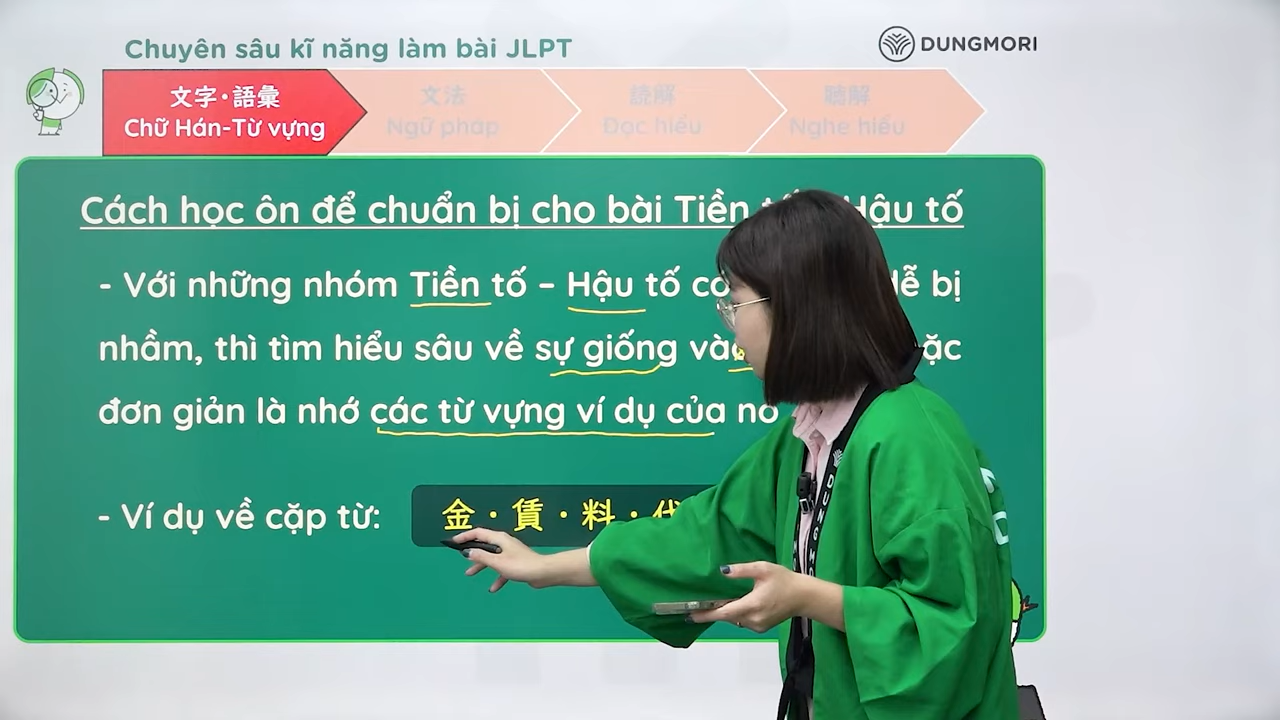 Chuyên sâu kĩ năng làm bài JLPT
DUNGMORI
文字・語彙
Chữ Hán-Từ vựng
文法
Ngữ pháp
読解
Đọc hiểu
聴解
Nghe hiểu
Cách học ôn để chuẩn bị cho bài Tiền Hậu tố
- Với những nhóm Tiền tố – Hậu tố dễ bị
nhầm, thì tìm hiểu sâu về sự giống và
đơn giản là nhớ các từ vựng ví dụ của nó
- Ví dụ về cặp từ:
金・賃・料・代